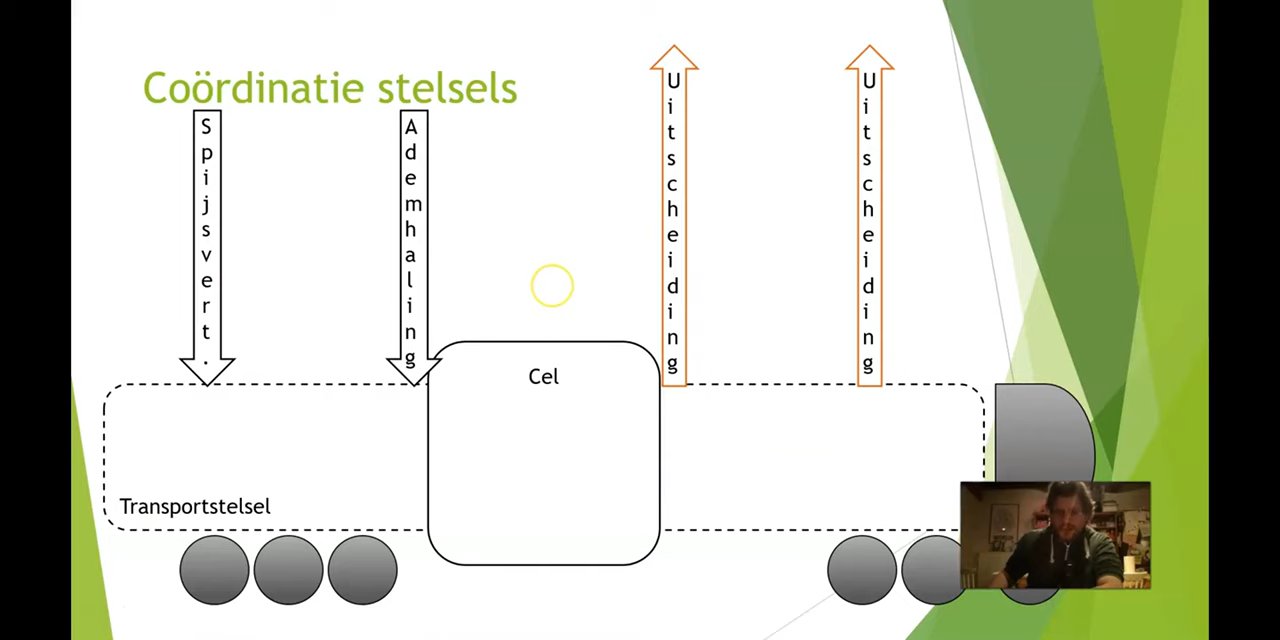 Coördinatie stelsels
Spijsvert.
Ademhaling
Uitscheiding
Uitscheiding
Cel
Transportstelsel